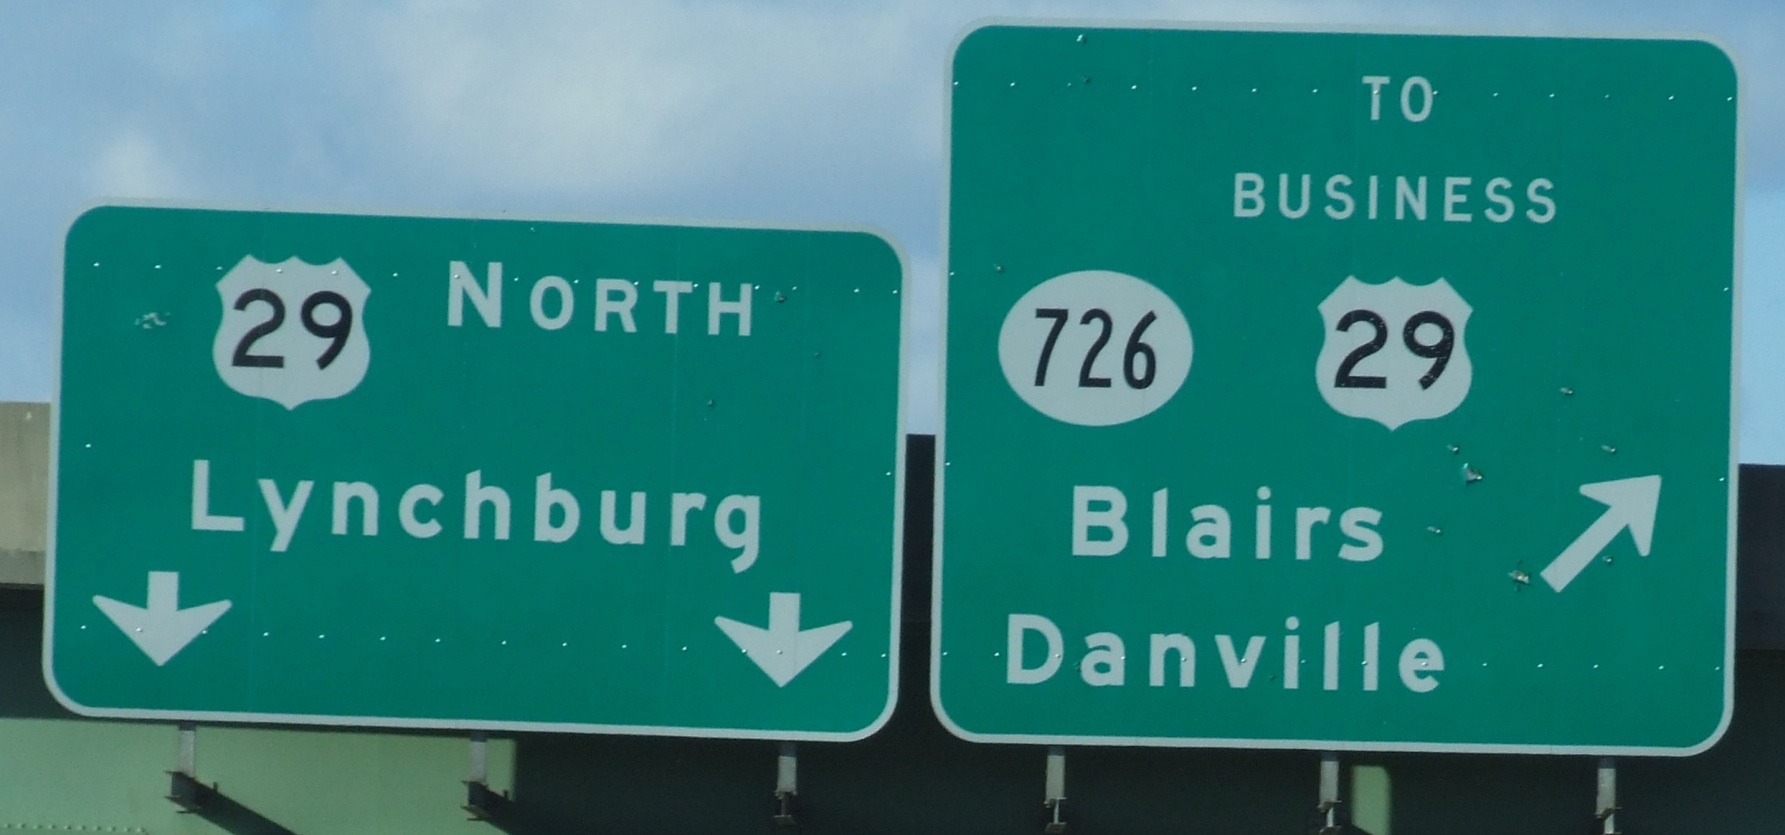 29 NORTH
Lynchburg
TO
BUSINESS
726 29
Blairs
Danville